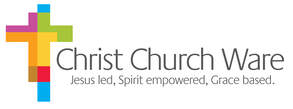 Christ Church Ware
Jesus led, Spirit empowered, Grace based.